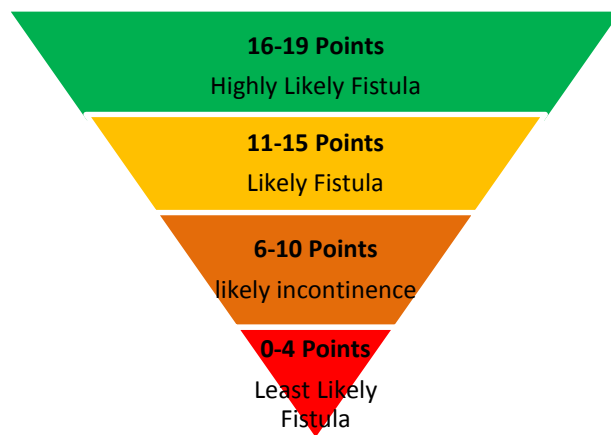 16-19 Points
Highly Likely Fistula
11-15 Points
Likely Fistula
6-10 Points
likely incontinence
0-4 Points
Least Likely
Fistula